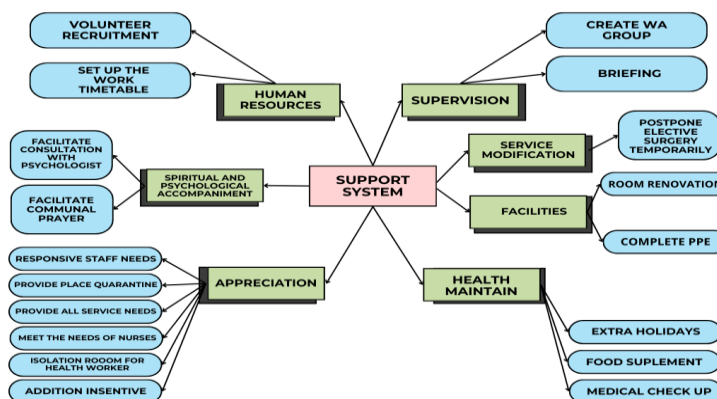 VOLUNTEER
RECRUITMENT
SET UP THE
WORK
TIMETABLE
HUMAN
RESOURCES
CREATE WA
GROUP
BRIEFING
SUPERVISION
FACILITATE
CONSULTATION
WITH
PSYCHOLOGIST
FACILITATE
COMMUNAL
PRAYER
SPIRITUAL AND
PSYCHOLOGICAL
ACCOMPANIMENT
SUPPORT
SYSTEM
SERVICE
MODIFICATION
POSTPONE
ELECTIVE
SURGERY
TEMPORARILY
FACILITIES
ROOM RENOVATION
COMPLETE PPE
RESPONSIVE STAFF NEEDS
PROVIDE PLACE QUARANTINE
PROVIDE ALL SERVICE NEEDS
MEET THE NEEDS OF NURSES
ISOLATION ROOOM FOR
HEALTH WORKER
ADDITION INSENTIVE
APPRECIATION
HEALTH
MAINTAIN
EXTRA HOLIDAYS
FOOD SUPLEMENT
MEDICAL CHECK UP